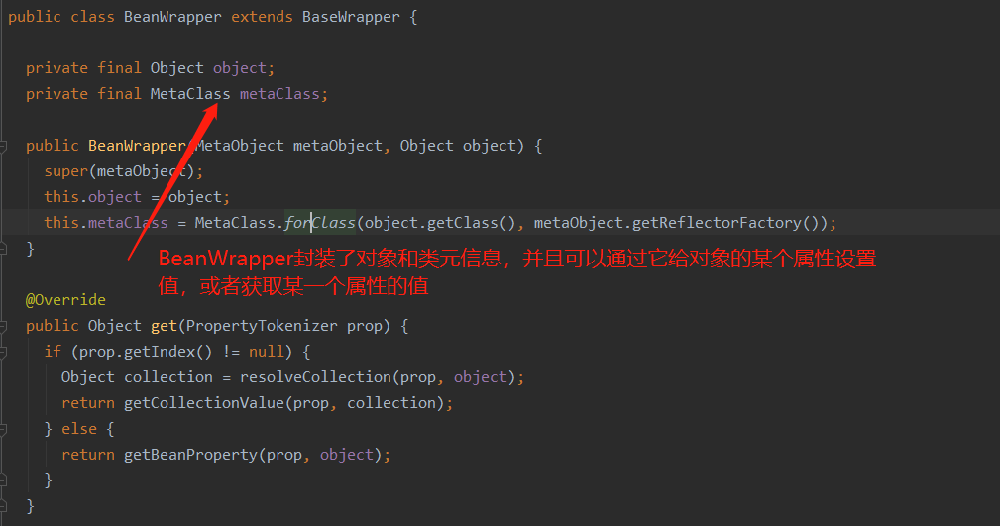 public class BeanWrapper extends BaseWrapper {
private final Object object;
private final MetaClass metaClass;
public BeanWrapper(MetaObject metaObject, Object object) {
super(metaObject);
this.object = object;
this.metaClass = MetaClass.forClass(object.getClass(), metaObject.getReflectorFactory());
}
BeanWrapper封装了对象和类元信息，并且可以通过它给对象的某个属性设置
值，或者获取某一个属性的值
@Override
public Object get(PropertyTokenizer prop) {
if (prop.getIndex() != null) {
Object collection = resolveCollection(prop, object);
return getCollectionValue(prop, collection);
} else {
return getBeanProperty(prop, object);
}
}